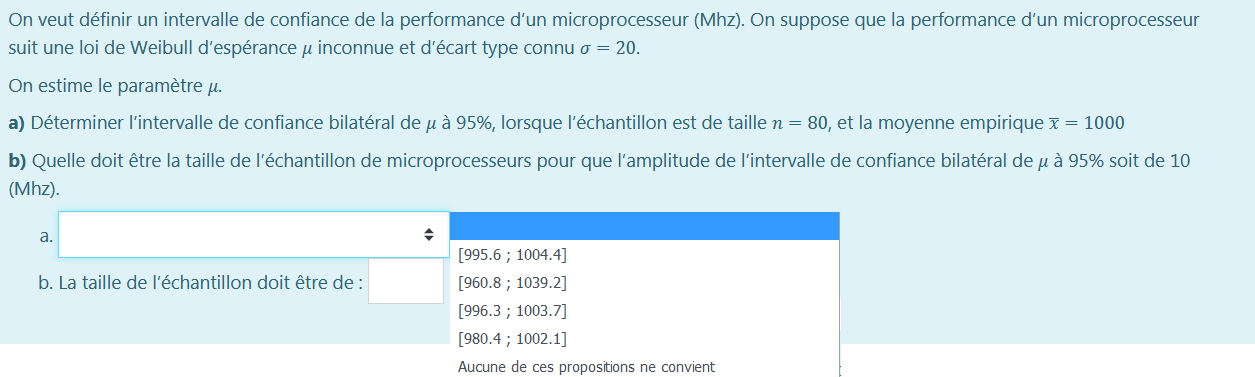 On veut définir un intervalle de confiance de la performance d'un microprocesseur (Mhz). On suppose que la performance d'un microprocesseur
suit une loi de Weibull d'espérance μ inconnue et d'écart type connu σ = 20.
On estime le paramètre μ.
a) Déterminer l'intervalle de confiance bilatéral de μ à 95%, lorsque l'échantillon est de taille n = 80, et la moyenne empirique x̅ = 1000
b) Quelle doit être la taille de l'échantillon de microprocesseurs pour que l'amplitude de l'intervalle de confiance bilatéral de μ à 95% soit de 10
(Mhz).
a.
[995.6 ; 1004.4]
b. La taille de l'échantillon doit être de :
[960.8 ; 1039.2]
[996.3 ; 1003.7]
[980.4 ; 1002.1]
Aucune de ces propositions ne convient